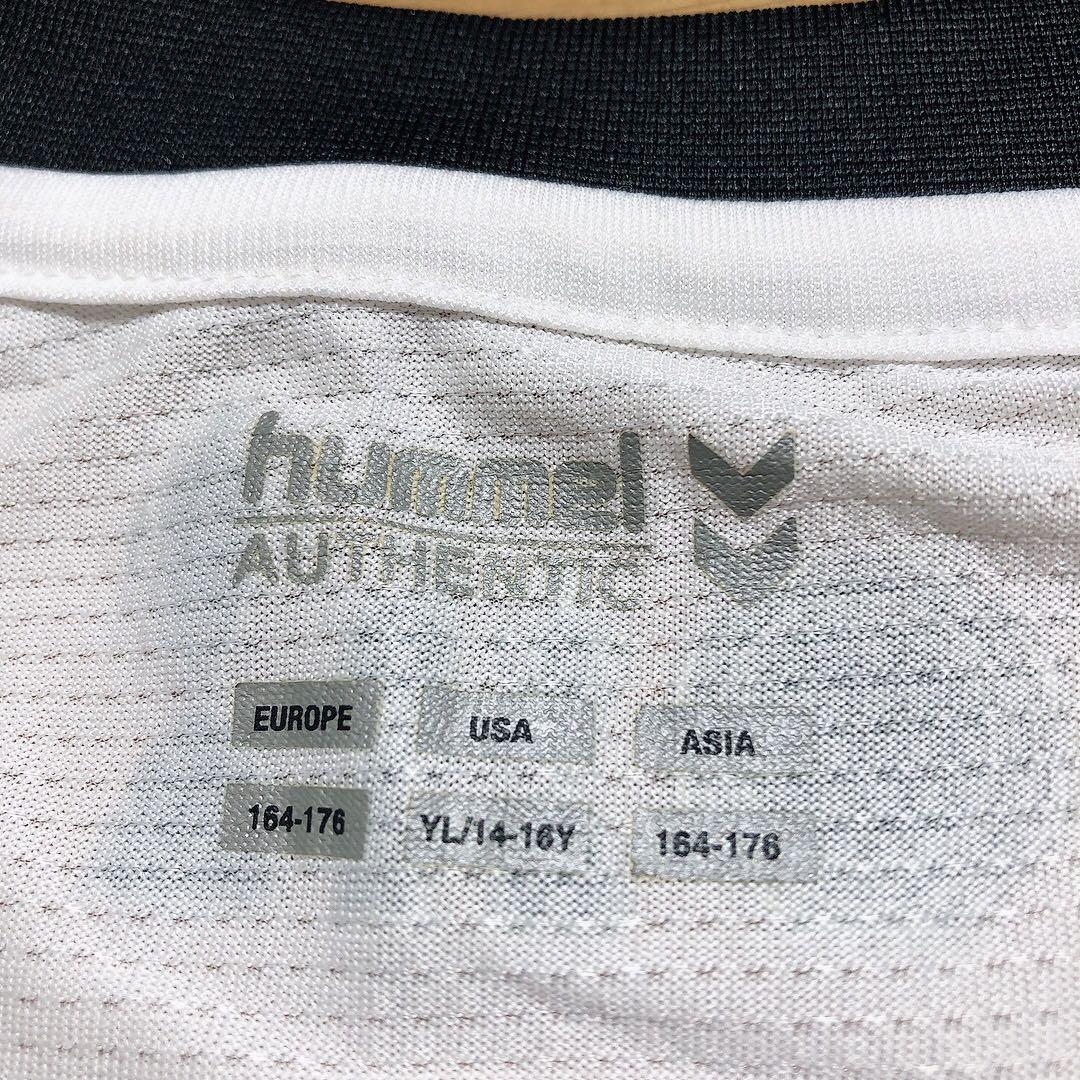 hummel
AUTHENTIC
EUROPE USA ASIA
164-176 YL/14-16Y 164-176